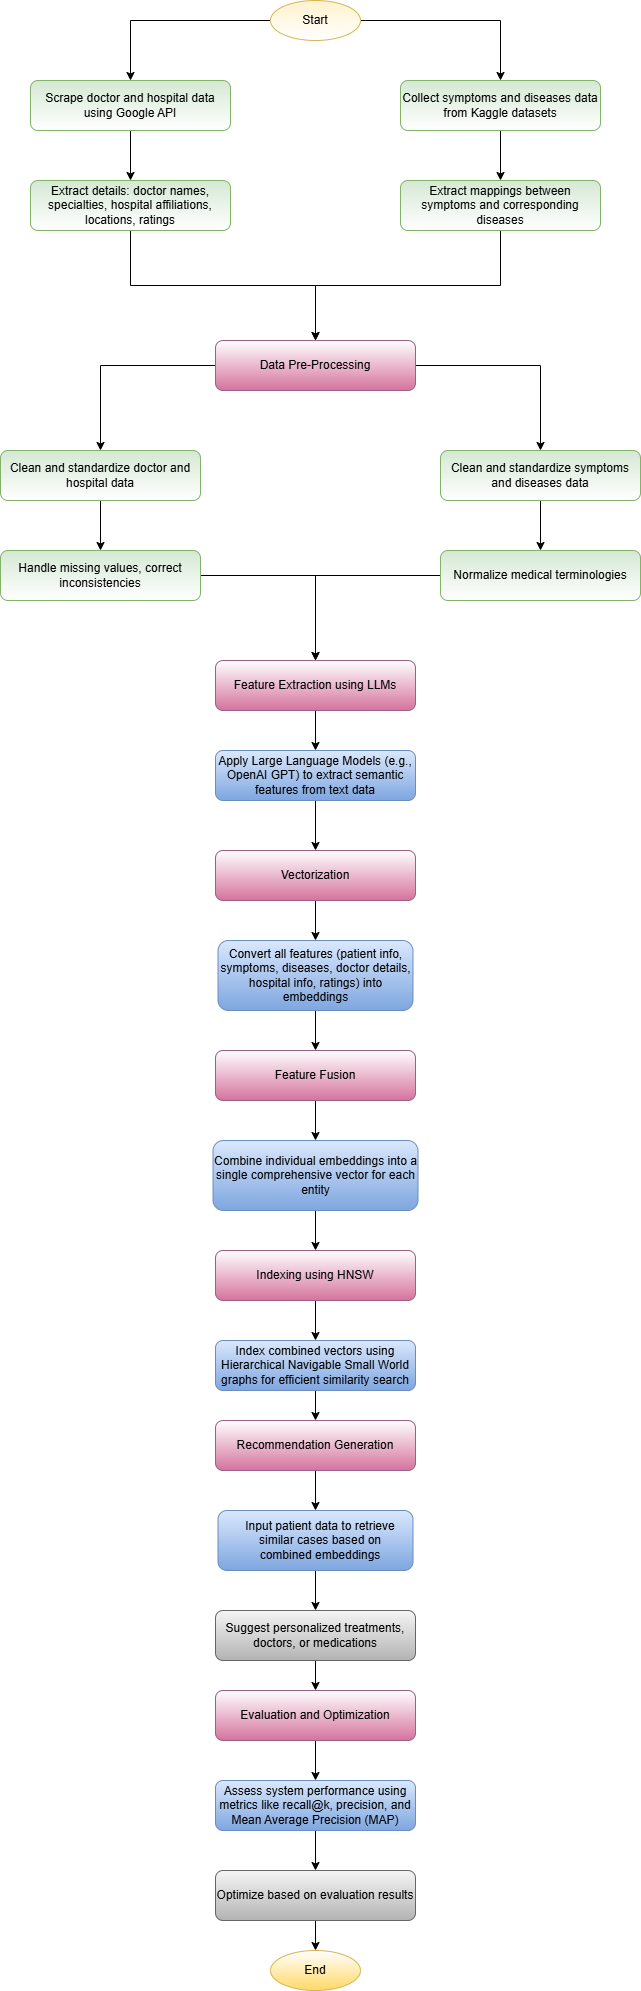 Start
Scrape doctor and hospital data
using Google API
Collect symptoms and diseases data
from Kaggle datasets
Extract details: doctor names,
specialties, hospital affiliations,
locations, ratings
Extract mappings between
symptoms and corresponding
diseases
Data Pre-Processing
Clean and standardize doctor and
hospital data
Clean and standardize symptoms
and diseases data
Handle missing values, correct
inconsistencies
Normalize medical terminologies
Feature Extraction using LLMs
Apply Large Language Models (e.g.,
OpenAI GPT) to extract semantic
features from text data
Vectorization
Convert all features (patient info,
symptoms, diseases, doctor details,
hospital info, ratings) into
embeddings
Feature Fusion
Combine individual embeddings into a
single comprehensive vector for each
entity
Indexing using HNSW
Index combined vectors using
Hierarchical Navigable Small World
graphs for efficient similarity search
Recommendation Generation
Input patient data to retrieve
similar cases based on
combined embeddings
Suggest personalized treatments,
doctors, or medications
Evaluation and Optimization
Assess system performance using
metrics like recall@k, precision, and
Mean Average Precision (MAP)
Optimize based on evaluation results
End